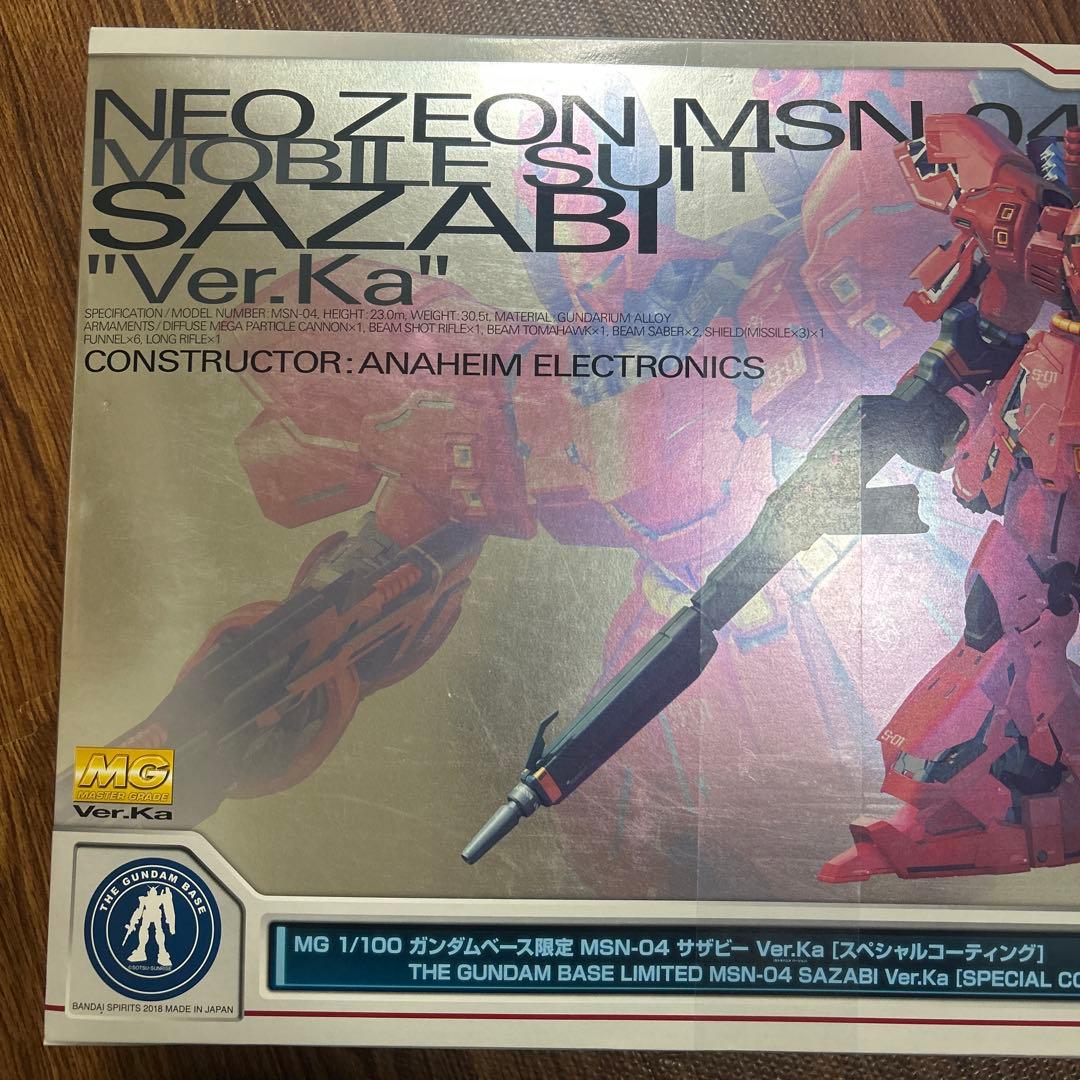 NEO ZEON MSN-04
MOBILE SUIT
SAZABI
"Ver.Ka"
SPECIFICATION/MODEL NUMBER:MSN-04, HEIGHT:23.0m, WEIGHT:30.5t, MATERIAL:GUNDARIUM ALLOY
ARMAMENTS/DIFFUSE MEGA PARTICLE CANNON×1, BEAM SHOT RIFLE×1, BEAM TOMAHAWK×1, BEAM SABER×2, SHIELD(MISSILE×3)×1
FUNNEL×6, LONG RIFLE×1
CONSTRUCTOR:ANAHEIM ELECTRONICS
S-01
S-01
MG
MASTER GRADE
Ver.Ka
THE GUNDAM BASE
©SOTSU·SUNRISE
BANDAI SPIRITS 2018 MADE IN JAPAN
MG 1/100 ガンダムベース限定 MSN-04 サザビー Ver.Ka [スペシャルコーティング]
THE GUNDAM BASE LIMITED MSN-04 SAZABI Ver.Ka [SPECIAL CO